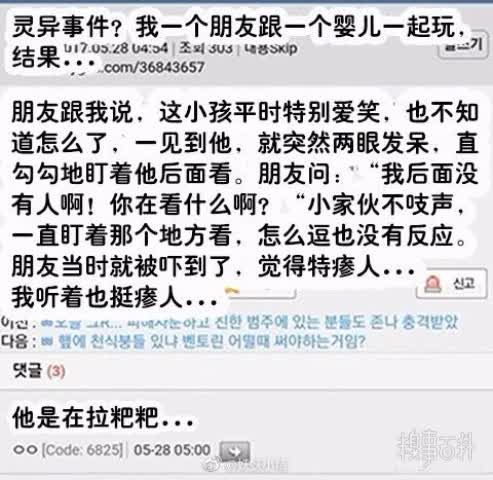 灵异事件？我一个朋友跟一个婴儿一起玩，
结果...
017.05.28 04:54 | 조회 303 | 내용Skip
글쓰기
.com/36843657
朋友跟我说，这小孩平时特别爱笑，也不知
道怎么了，一见到他，就突然两眼发呆，直
勾勾地盯着他后面看。朋友问：“我后面没
有人啊！你在看什么啊？“小家伙不吱声，
一直盯着那个地方看，怎么逗也没有反应。
朋友当时就被吓到了，觉得特瘆人...
我听着也挺瘆人...
신고
친한 범주에 있는 분들도 존나 충격받았
다음 : 햎에 천식붕들 있냐 벤토린 어떨때 써야하는거임?
댓글 (3)
他是在拉粑粑...
ㅇㅇ [Code: 6825] | 05-28 05:00
糗事百科